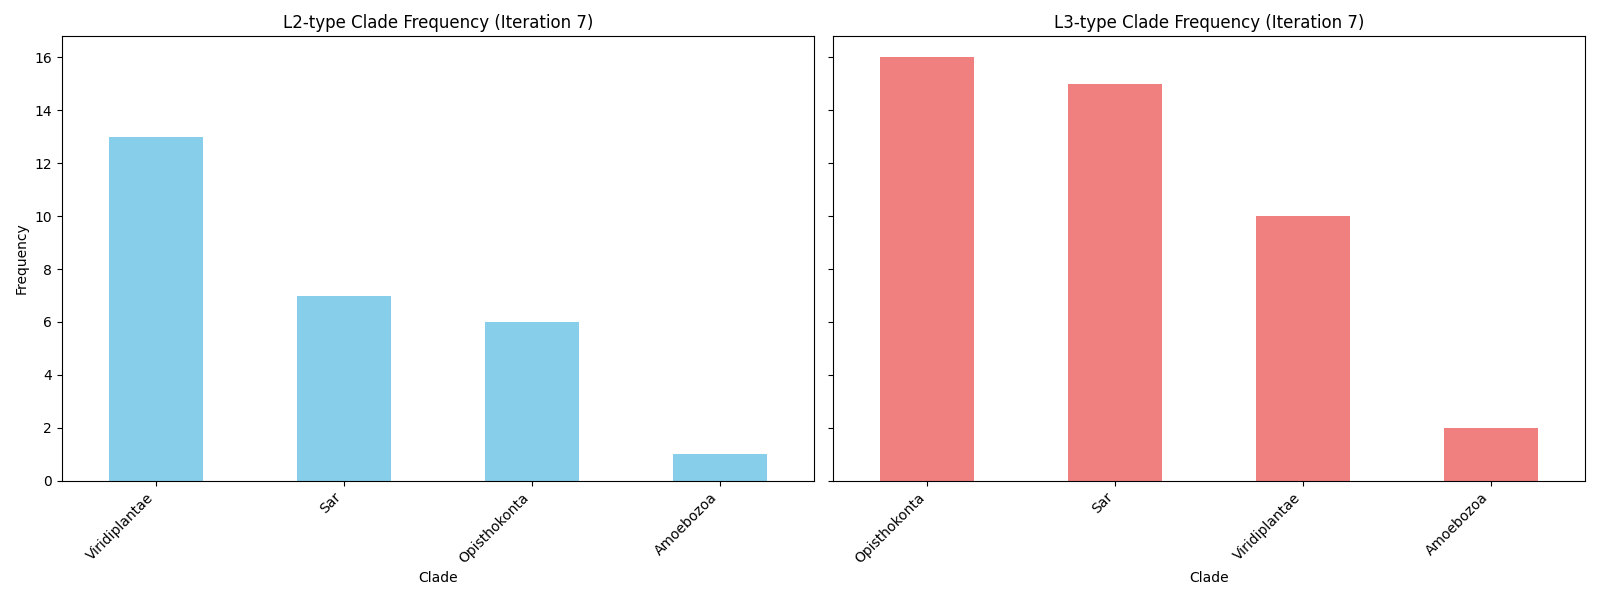 L2-type Clade Frequency (Iteration 7)
Frequency
16
14
12
10
8
6
4
2
0
Viridiplantae
Sar
Opisthokonta
Amoebozoa
Clade
L3-type Clade Frequency (Iteration 7)
Opisthokonta
Sar
Viridiplantae
Amoebozoa
Clade